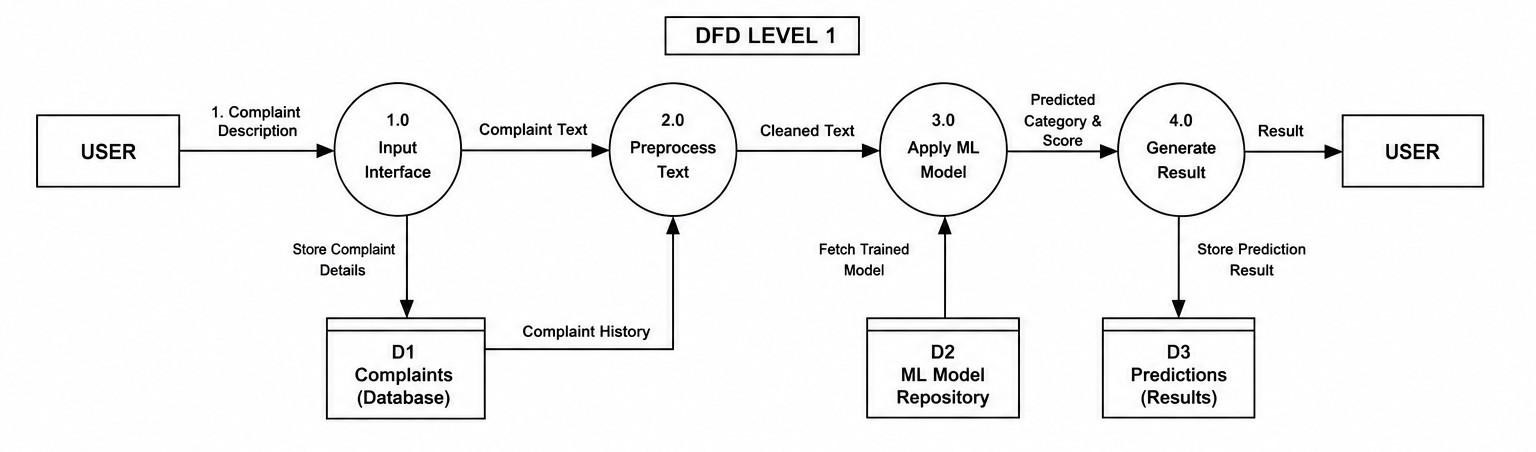 DFD LEVEL 1
USER
1. Complaint
Description
1.0
Input
Interface
Complaint Text
2.0
Preprocess
Text
Cleaned Text
3.0
Apply ML
Model
Predicted
Category &
Score
4.0
Generate
Result
Result
USER
Store Complaint
Details
Complaint History
Fetch Trained
Model
Store Prediction
Result
D1
Complaints
(Database)
D2
ML Model
Repository
D3
Predictions
(Results)